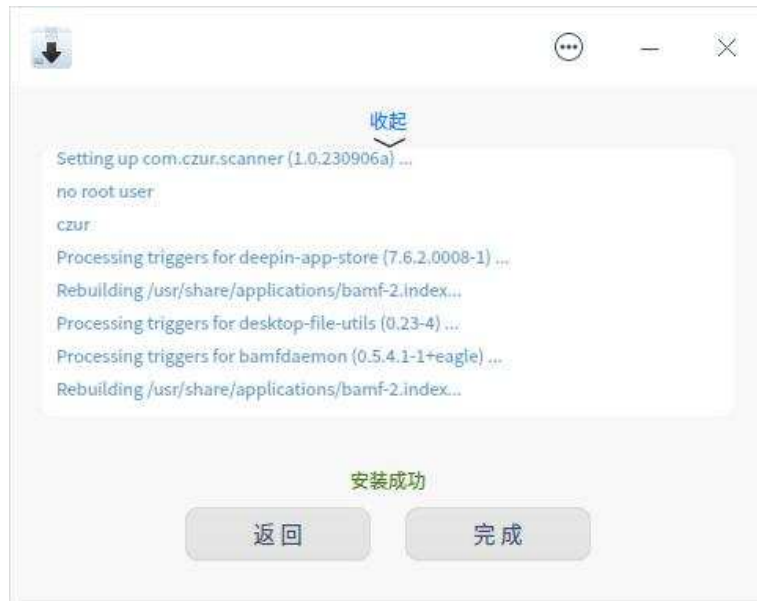 收起
Setting up com.czur.scanner (1.0.230906a) ...
no root user
czur
Processing triggers for deepin-app-store (7.6.2.0008-1) ...
Rebuilding /usr/share/applications/bamf-2.index...
Processing triggers for desktop-file-utils (0.23-4) ...
Processing triggers for bamfdaemon (0.5.4.1-1+eagle) ...
Rebuilding /usr/share/applications/bamf-2.index...
安装成功
返回 完成